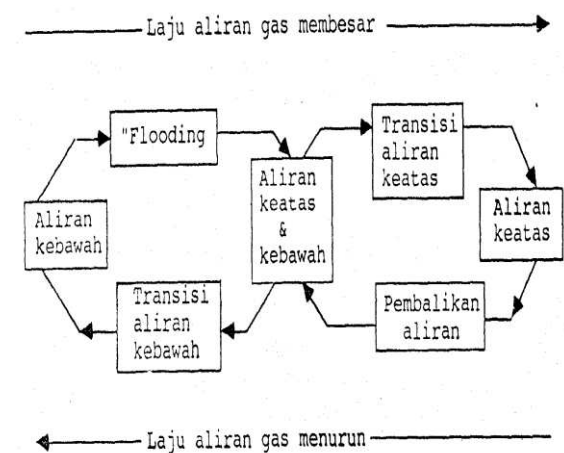 Laju aliran gas membesar
"Flooding
Transisi
aliran
keatas
Aliran
keatas
&
kebawah
Aliran
kebawah
Aliran
keatas
Transisi
aliran
kebawah
Pembalikan
aliran
Laju aliran gas menurun